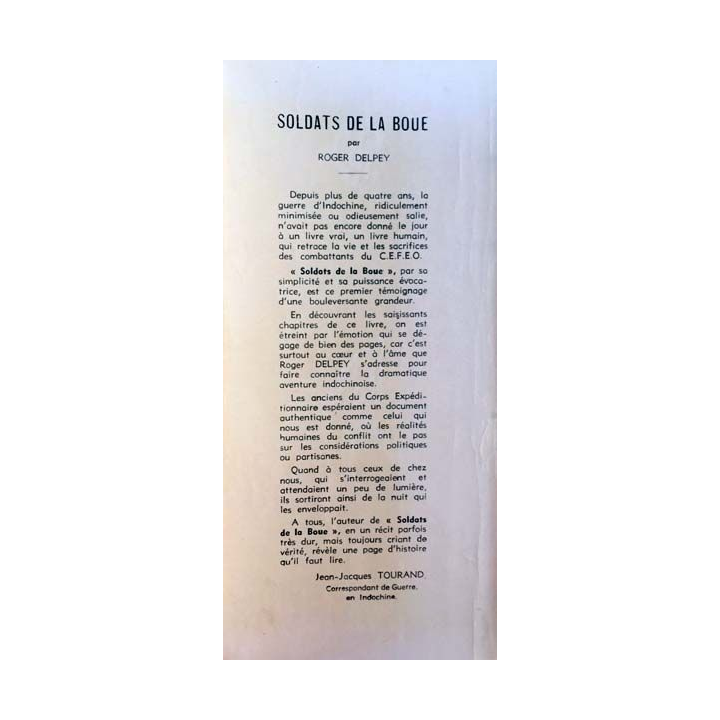 SOLDATS DE LA BOUE
par
ROGER DELPEY
Depuis plus de quatre ans, la
guerre d'Indochine, ridiculement
minimisée ou odieusement salie,
n'avait pas encore donné le jour
à un livre vrai, un livre humain,
qui retrace la vie et les sacrifices
des combattants du C.E.F.E.O.
« Soldats de la Boue », par sa
simplicité et sa puissance évoca-
trice, est ce premier témoignage
d'une bouleversante grandeur.
En découvrant les saisissants
chapitres de ce livre, on est
étreint par l'émotion qui se dé-
gage de bien des pages, car c'est
surtout au cœur et à l'âme que
Roger DELPEY s'adresse pour
faire connaître la dramatique
aventure indochinoise.
Les anciens du Corps Expédi-
tionnaire espéraient un document
authentique comme celui qui
nous est donné, où les réalités
humaines du conflit ont le pas
sur les considérations politiques
ou partisanes.
Quand à tous ceux de chez
nous, qui s'interrogeaient et
attendaient un peu de lumière,
ils sortiront ainsi de la nuit qui
les enveloppait.
A tous, l'auteur de « Soldats
de la Boue », en un récit parfois
très dur, mais toujours criant de
vérité, révèle une page d'histoire
qu'il faut lire.
Jean-Jacques TOURAND
Correspondant de Guerre,
en Indochine.